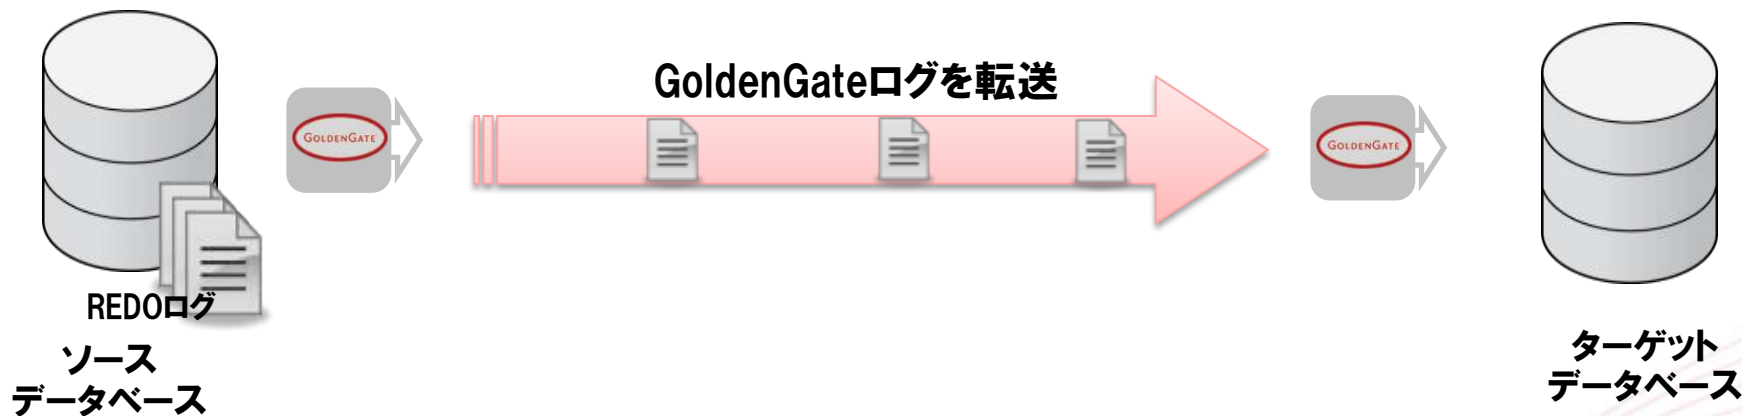 GoldenGateログを転送
GOLDENGATE
GOLDENGATE
REDOログ
ソース
データベース
ターゲット
データベース